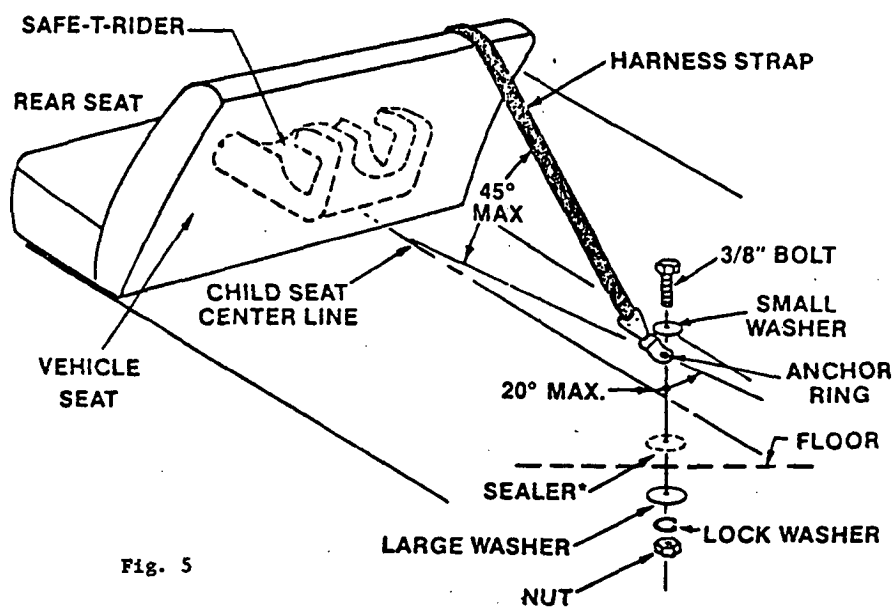 SAFE-T-RIDER
HARNESS STRAP
REAR SEAT
45°
MAX
3/8" BOLT
CHILD SEAT
CENTER LINE
SMALL
WASHER
VEHICLE
SEAT
ANCHOR
RING
20° MAX.
FLOOR
SEALER*
LARGE WASHER
LOCK WASHER
NUT
Fig. 5